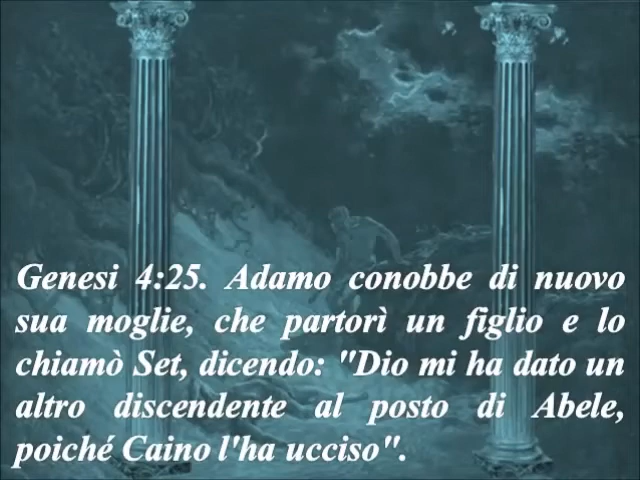 Genesi 4:25. Adamo conobbe di nuovo
sua moglie, che partorì un figlio e lo
chiamò Set, dicendo: "Dio mi ha dato un
altro discendente al posto di Abele,
poiché Caino l'ha ucciso".